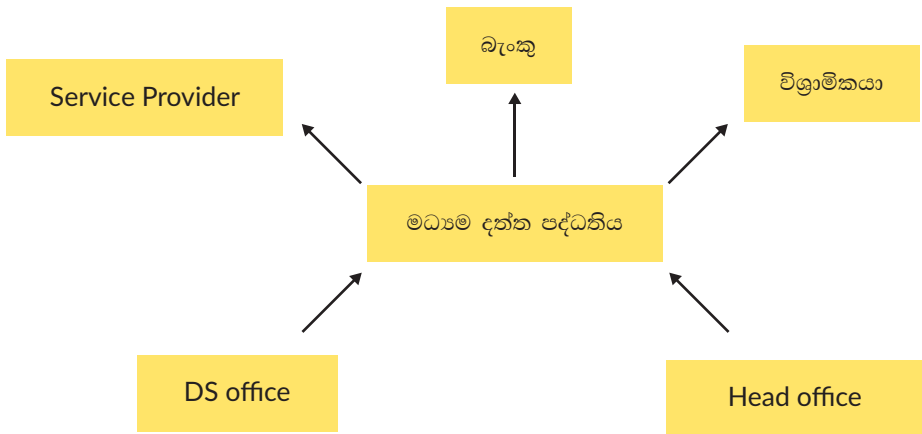 බැංකු
Service Provider
විශ්‍රාමිකයා
මධ්‍යම දත්ත පද්ධතිය
DS office
Head office